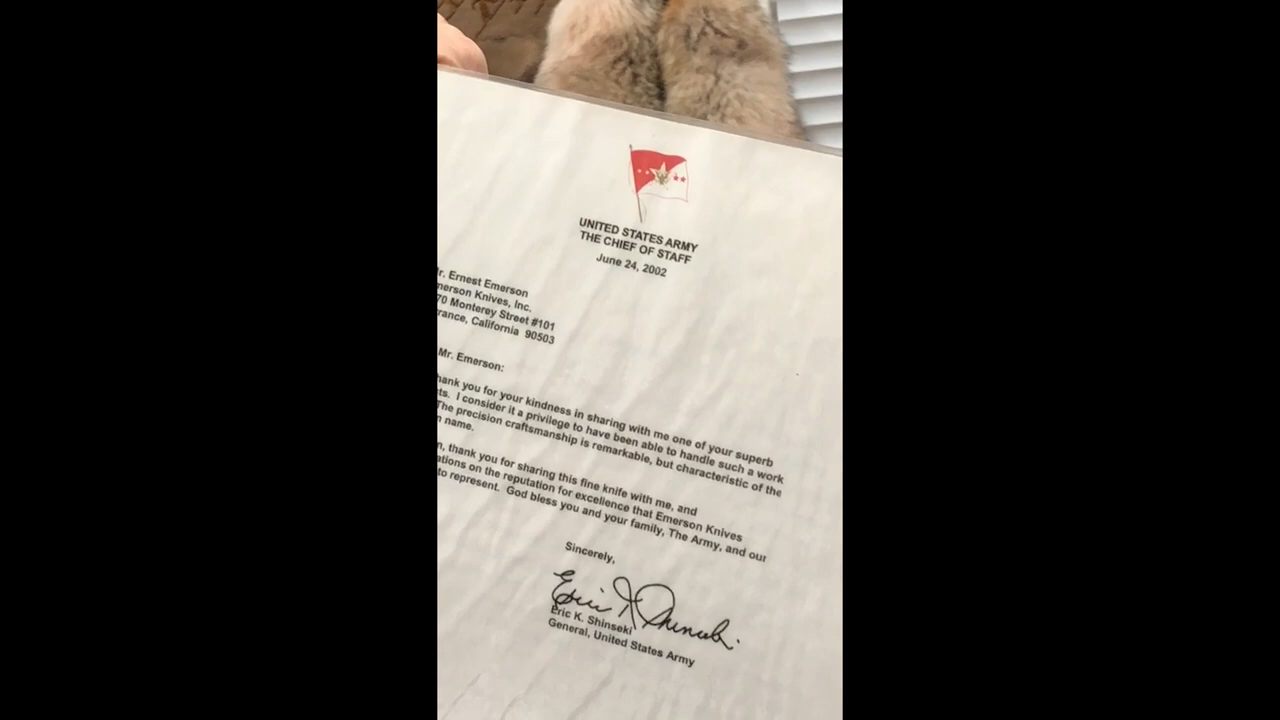 UNITED STATES ARMY
THE CHIEF OF STAFF
June 24, 2002
r. Ernest Emerson
merson Knives, Inc.
70 Monterey Street #101
rance, California 90503
Mr. Emerson:
hank you for your kindness in sharing with me one of your superb
ts. I consider it a privilege to have been able to handle such a work
The precision craftsmanship is remarkable, but characteristic of the
n name.
n, thank you for sharing this fine knife with me, and
ations on the reputation for excellence that Emerson Knives
to represent. God bless you and your family, The Army, and our
Sincerely,
Eric K. Shinseki
Eric K. Shinseki
General, United States Army